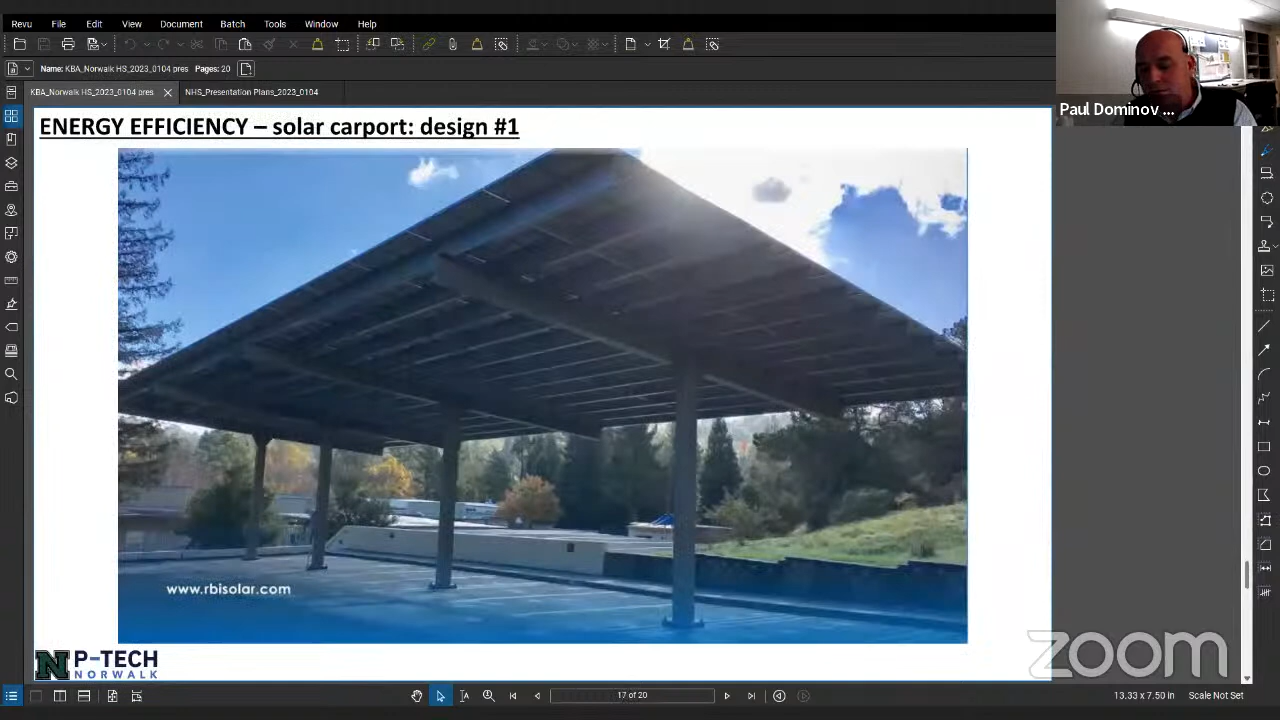 Revu File Edit View Document Batch Tools Window Help
Name: KBA_Norwalk HS_2023_0104 pres Pages: 20
KBA_Norwalk HS_2023_0104 pres NHS_Presentation Plans_2023_0104
Paul Dominov ...
ENERGY EFFICIENCY – solar carport: design #1
www.rbisolar.com
N P-TECH
NORWALK
zoom
17 of 20
13.33 x 7.50 in Scale Not Set